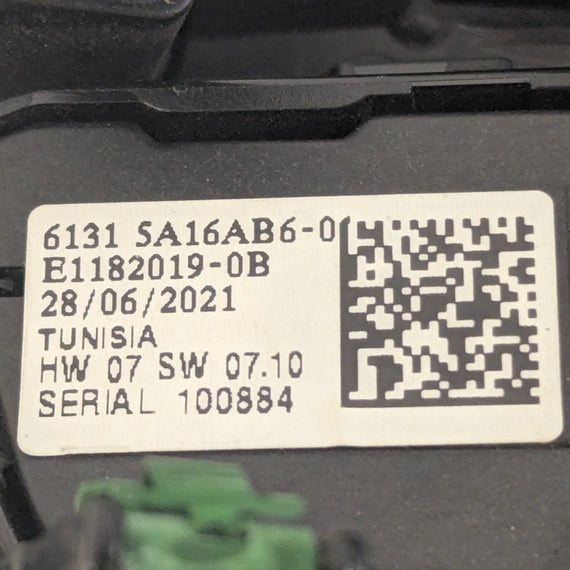 6131 5A16AB6-0
E1182019-0B
28/06/2021
TUNISIA
HW 07 SW 07.10
SERIAL 100884